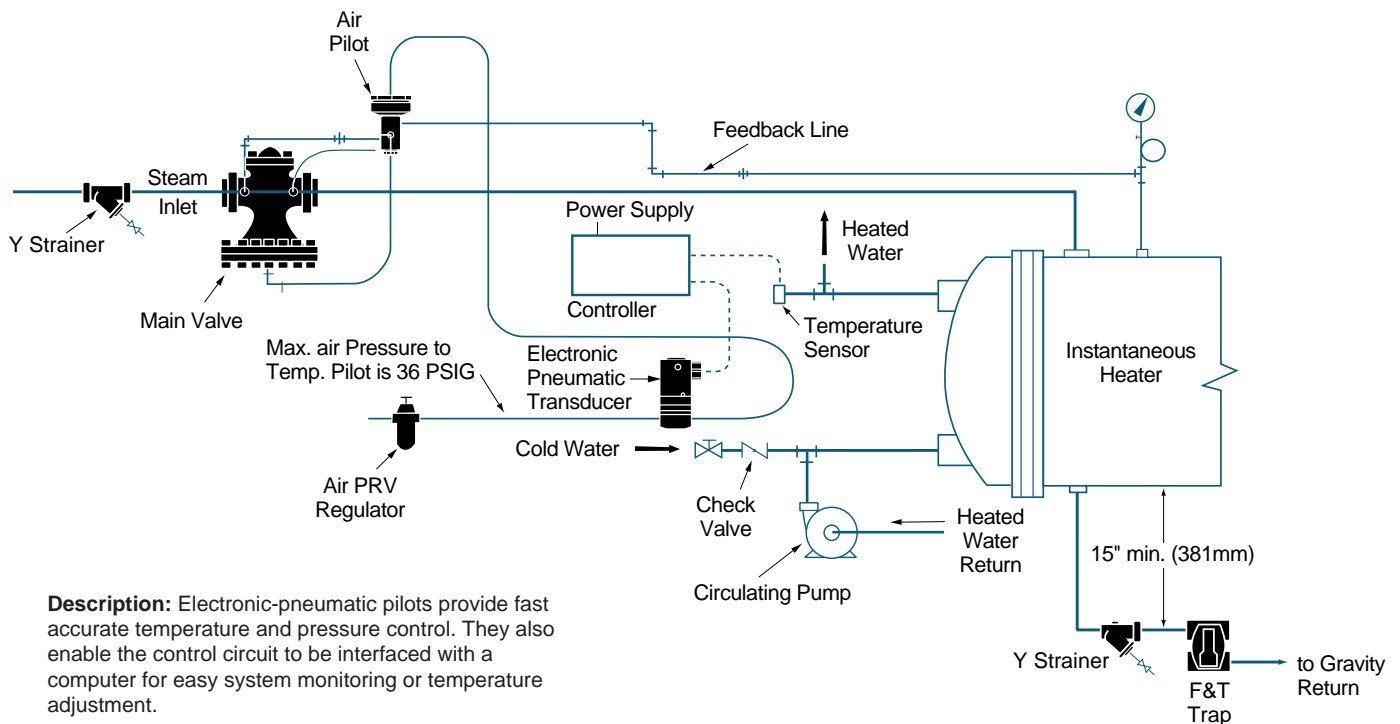 Air
Pilot
Feedback Line
Steam
Inlet
Y Strainer
Main Valve
Power Supply
Controller
Heated
Water
Temperature
Sensor
Instantaneous
Heater
Max. air Pressure to
Temp. Pilot is 36 PSIG
Electronic
Pneumatic
Transducer
Air PRV
Regulator
Cold Water
Check
Valve
Circulating Pump
Heated
Water
Return
15" min. (381mm)
Y Strainer
F&T
Trap
to Gravity
Return
Description: Electronic-pneumatic pilots provide fast
accurate temperature and pressure control. They also
enable the control circuit to be interfaced with a
computer for easy system monitoring or temperature
adjustment.